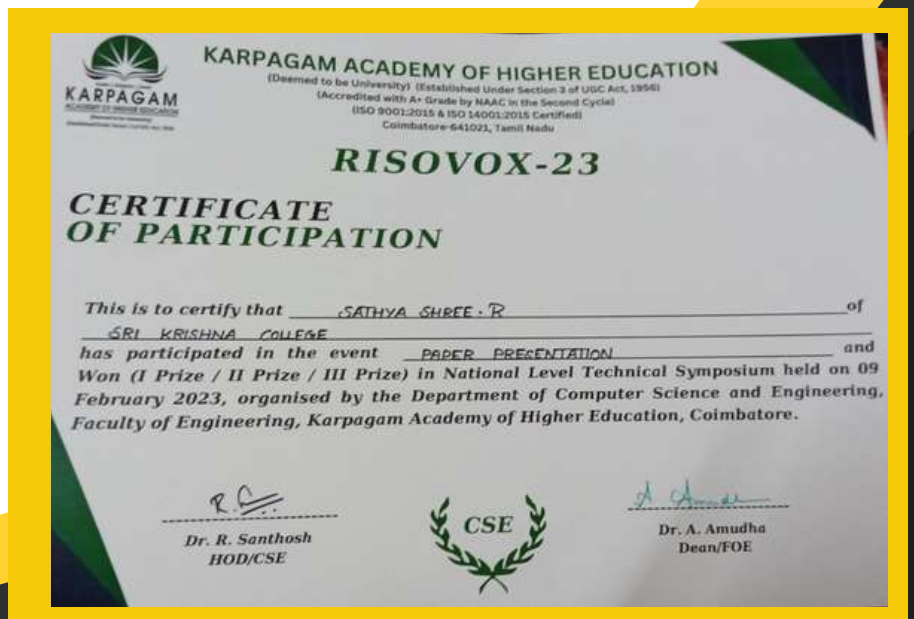 KARPAGAM ACADEMY OF HIGHER EDUCATION
(Deemed to be University) (Established Under Section 3 of UGC Act, 1956)
(Accredited with A+ Grade by NAAC in the Second Cycle)
(ISO 9001:2015 & ISO 14001:2015 Certified)
Coimbatore-641021, Tamil Nadu
KARPAGAM
ACADEMY OF HIGHER EDUCATION
RISOVOX-23
CERTIFICATE
OF PARTICIPATION
This is to certify that SATHYA SHREE. R of
SRI KRISHNA COLLEGE
has participated in the event PAPER PRESENTATION and
Won (I Prize / II Prize / III Prize) in National Level Technical Symposium held on 09
February 2023, organised by the Department of Computer Science and Engineering,
Faculty of Engineering, Karpagam Academy of Higher Education, Coimbatore.
Dr. R. Santhosh
HOD/CSE
CSE
A. Amudha
Dr. A. Amudha
Dean/FOE